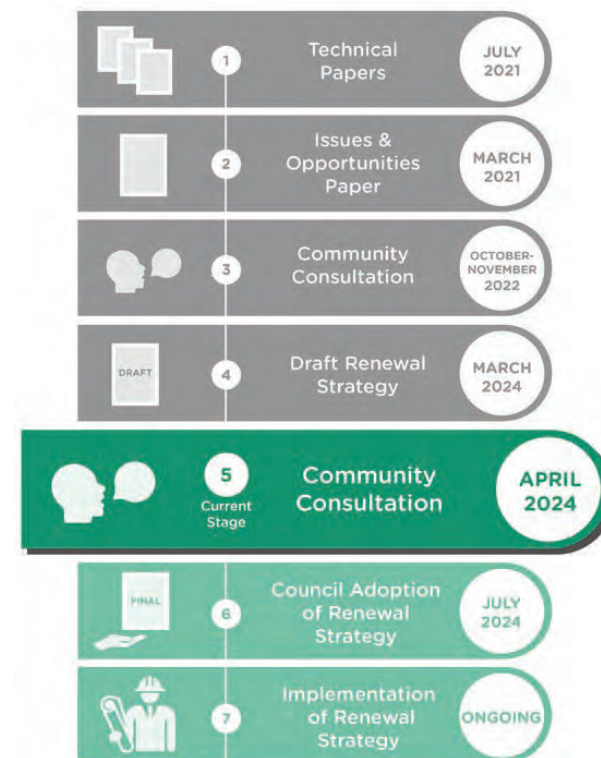 1
Technical
Papers
JULY
2021
2
Issues &
Opportunities
Paper
MARCH
2021
3
Community
Consultation
OCTOBER-
NOVEMBER
2022
DRAFT
4
Draft Renewal
Strategy
MARCH
2024
5
Current
Stage
Community
Consultation
APRIL
2024
FINAL
6
Council Adoption
of Renewal
Strategy
JULY
2024
7
Implementation
of Renewal
Strategy
ONGOING